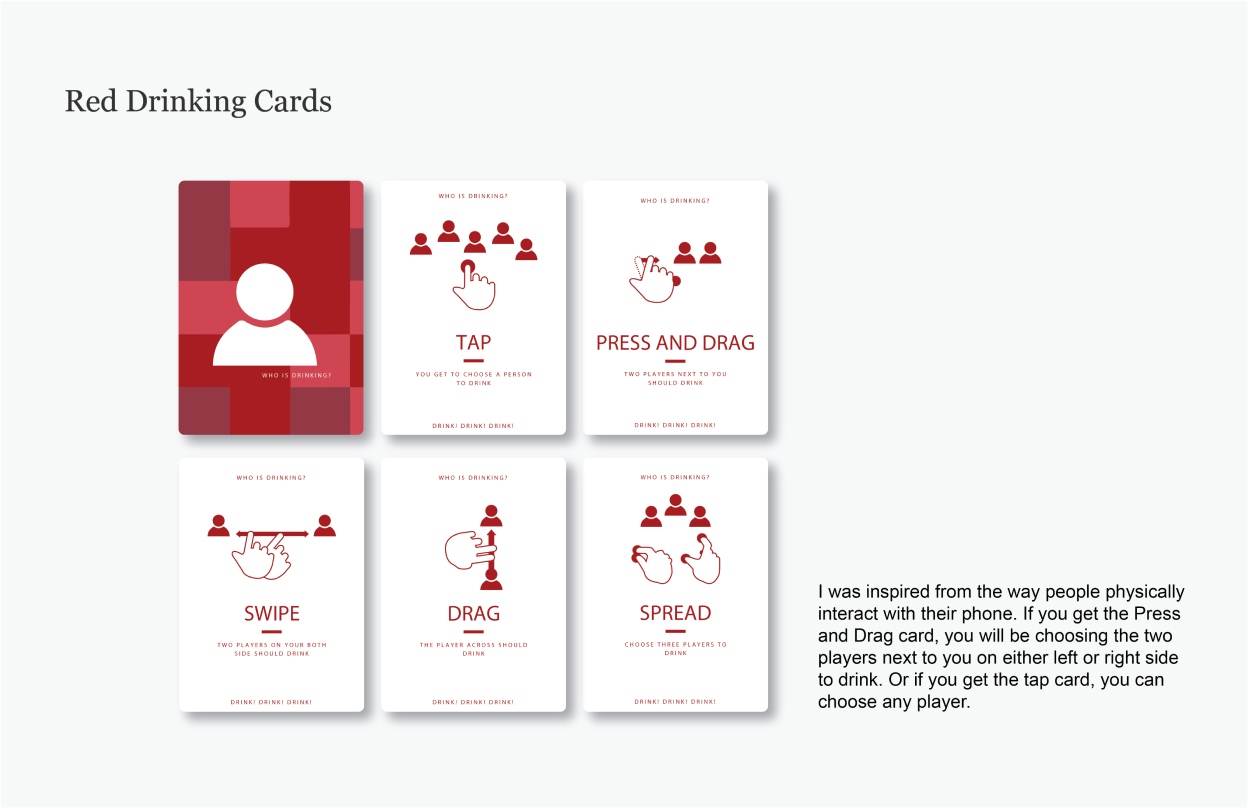 Red Drinking Cards
WHO IS DRINKING?
WHO IS DRINKING?
TAP
YOU GET TO CHOOSE A PERSON
TO DRINK
DRINK! DRINK! DRINK!
WHO IS DRINKING?
PRESS AND DRAG
TWO PLAYERS NEXT TO YOU
SHOULD DRINK
DRINK! DRINK! DRINK!
WHO IS DRINKING?
SWIPE
TWO PLAYERS ON YOUR BOTH
SIDE SHOULD DRINK
DRINK! DRINK! DRINK!
WHO IS DRINKING?
DRAG
THE PLAYER ACROSS SHOULD
DRINK
DRINK! DRINK! DRINK!
WHO IS DRINKING?
SPREAD
CHOOSE THREE PLAYERS TO
DRINK
DRINK! DRINK! DRINK!
I was inspired from the way people physically
interact with their phone. If you get the Press
and Drag card, you will be choosing the two
players next to you on either left or right side
to drink. Or if you get the tap card, you can
choose any player.